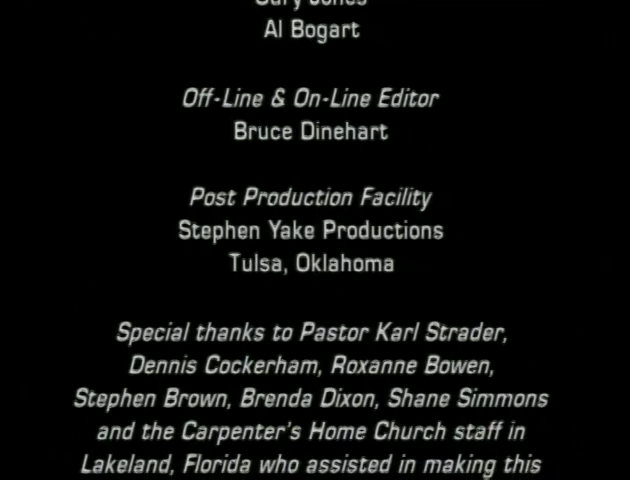 Gary Jones
Al Bogart
Off-Line & On-Line Editor
Bruce Dinehart
Post Production Facility
Stephen Yake Productions
Tulsa, Oklahoma
Special thanks to Pastor Karl Strader,
Dennis Cockerham, Roxanne Bowen,
Stephen Brown, Brenda Dixon, Shane Simmons
and the Carpenter's Home Church staff in
Lakeland, Florida who assisted in making this